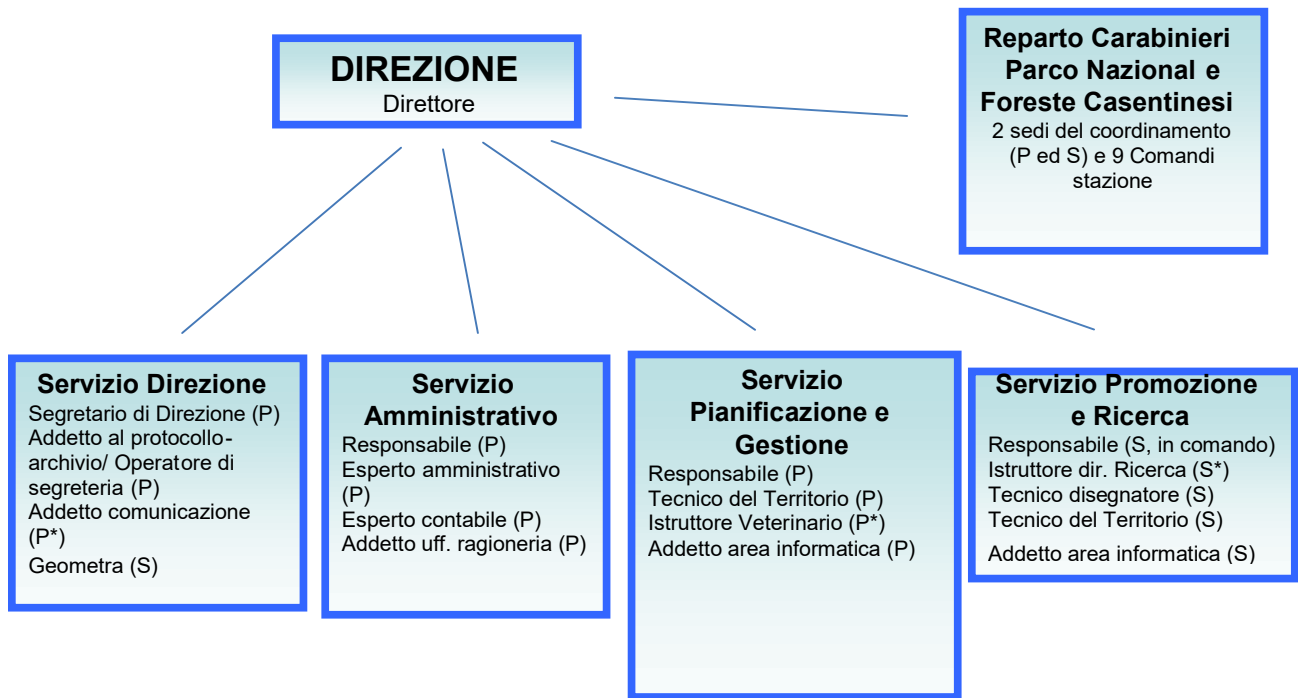 DIREZIONE
Direttore
Reparto Carabinieri
Parco Nazional e
Foreste Casentinesi
2 sedi del coordinamento
(P ed S) e 9 Comandi
stazione
Servizio Direzione
Segretario di Direzione (P)
Addetto al protocollo-
archivio/ Operatore di
segreteria (P)
Addetto comunicazione
(P*)
Geometra (S)
Servizio
Amministrativo
Responsabile (P)
Esperto amministrativo
(P)
Esperto contabile (P)
Addetto uff. ragioneria (P)
Servizio
Pianificazione e
Gestione
Responsabile (P)
Tecnico del Territorio (P)
Istruttore Veterinario (P*)
Addetto area informatica (P)
Servizio Promozione
e Ricerca
Responsabile (S, in comando)
Istruttore dir. Ricerca (S*)
Tecnico disegnatore (S)
Tecnico del Territorio (S)
Addetto area informatica (S)